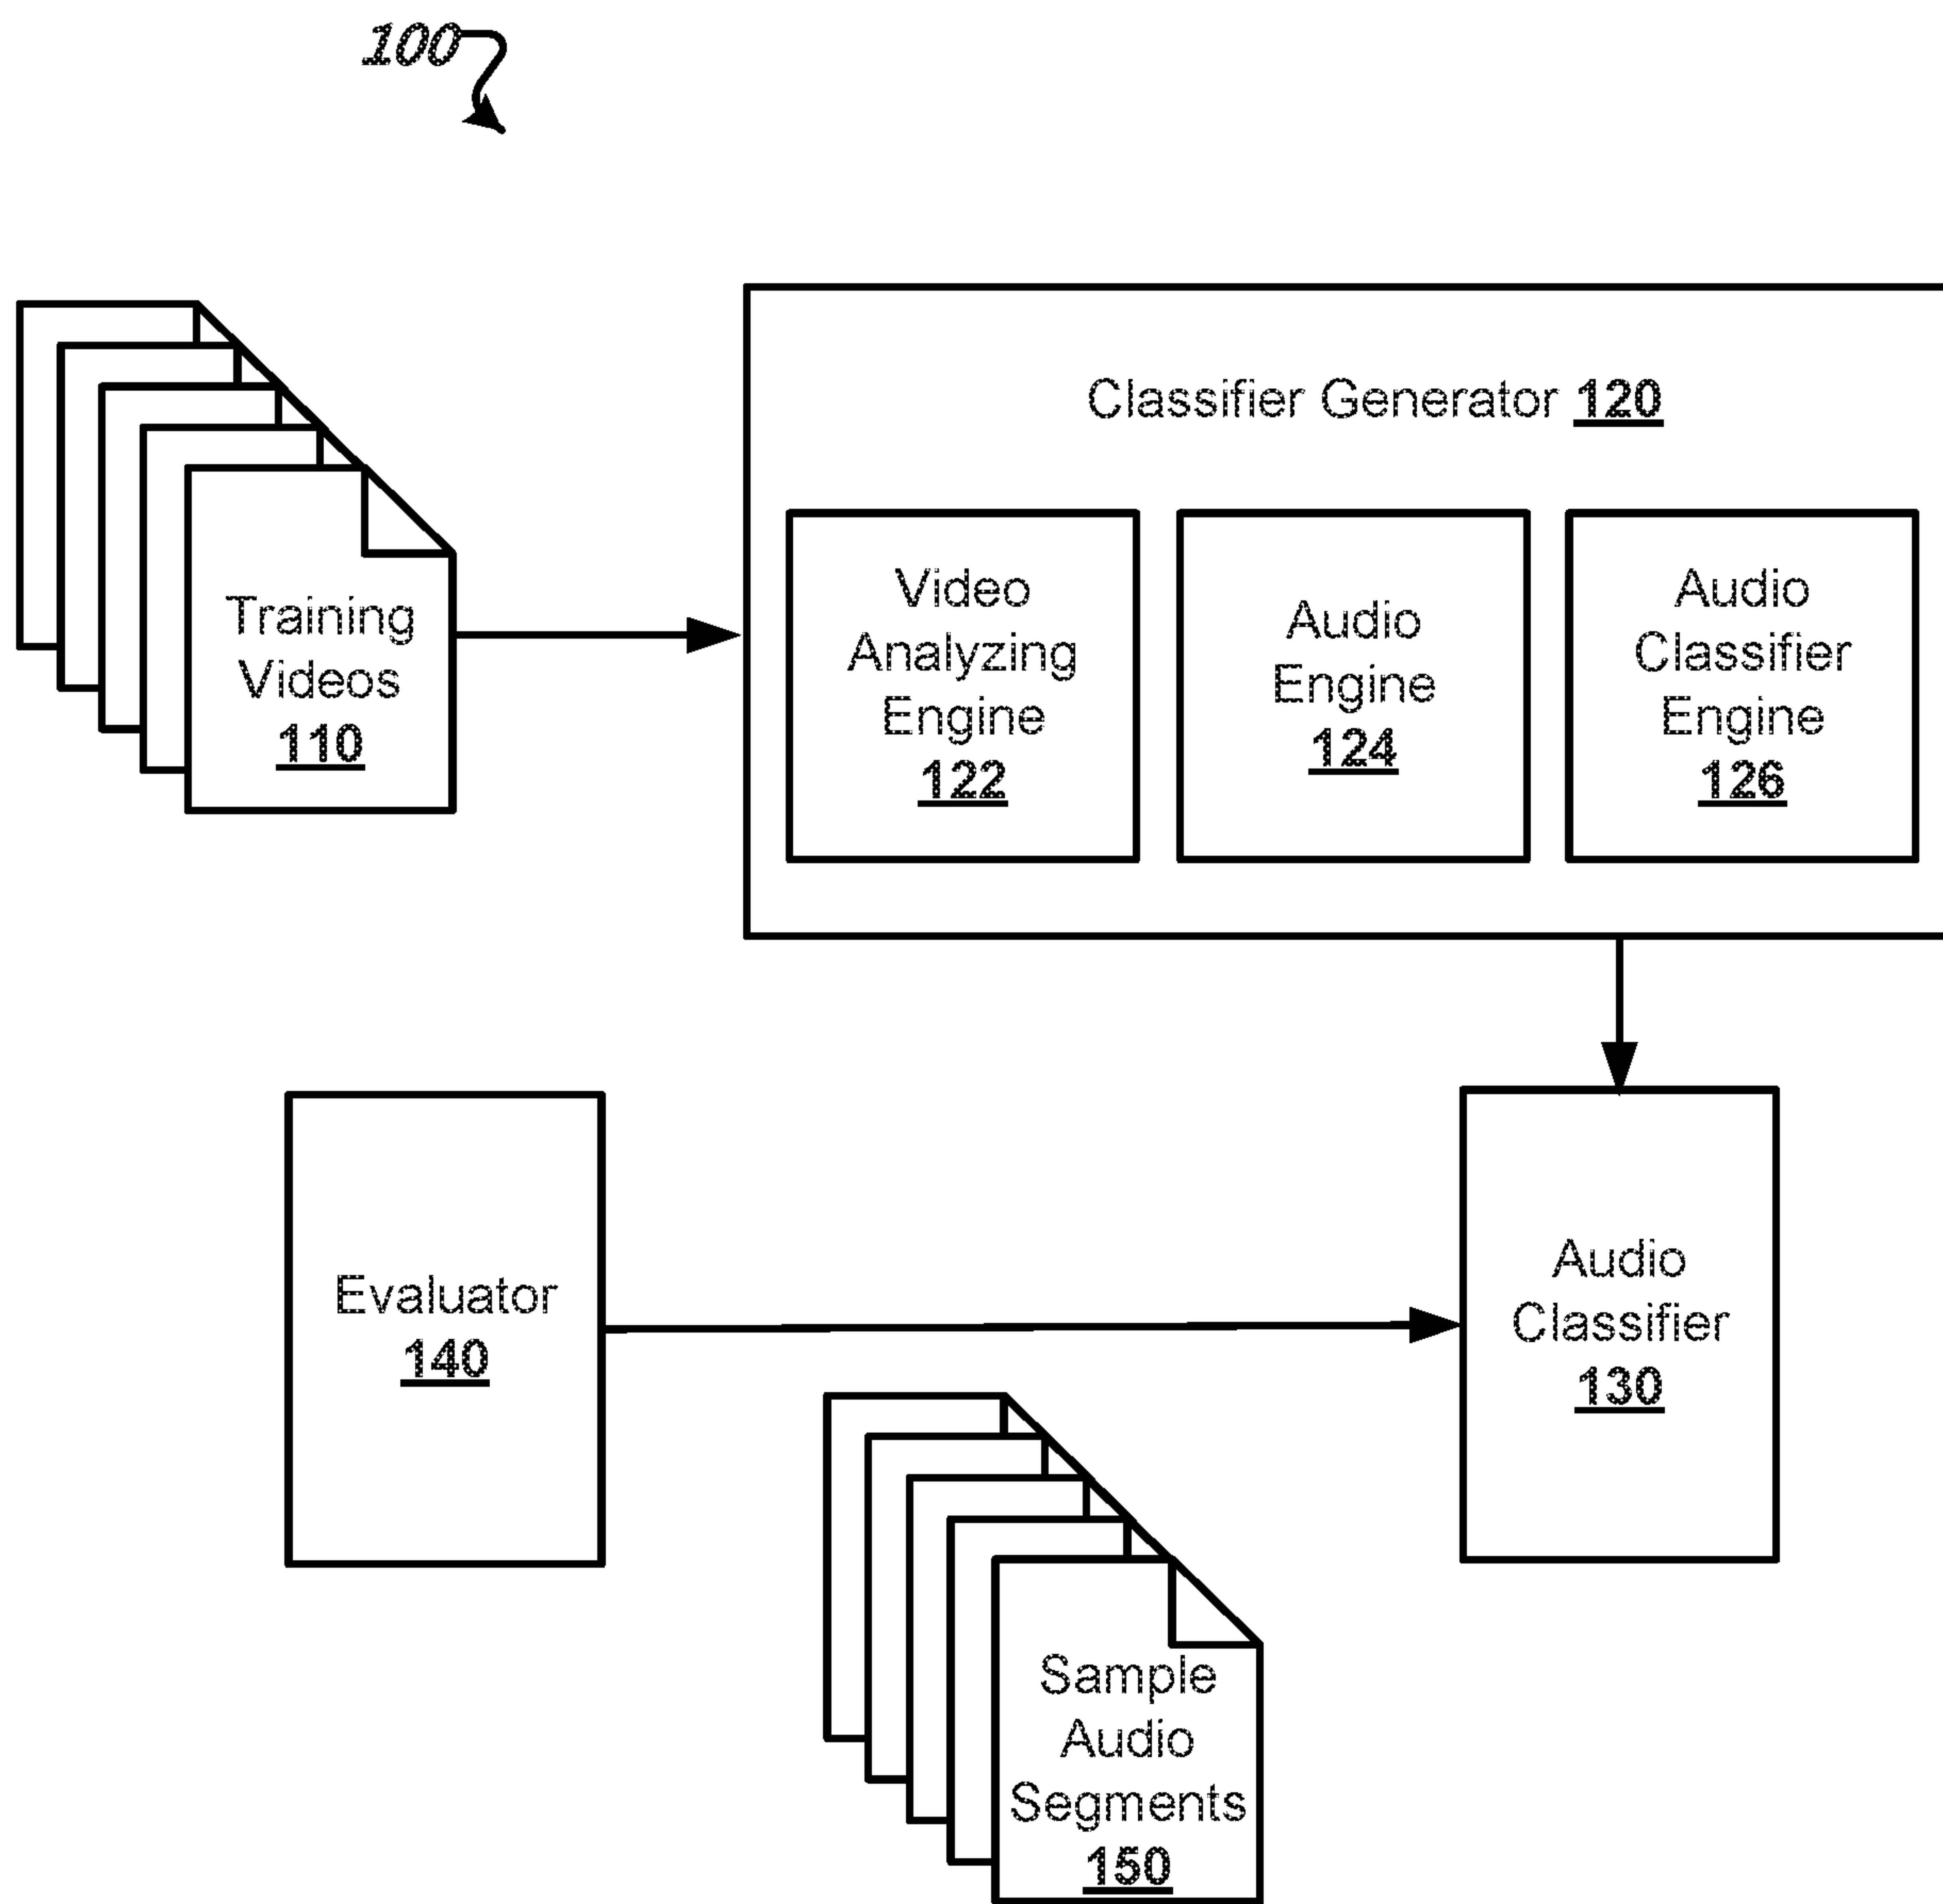 100
Classifier Generator 120
Training
Videos
110
Video
Analyzing
Engine
122
Audio
Engine
124
Audio
Classifier
Engine
126
Evaluator
140
Audio
Classifier
130
Sample
Audio
Segments
150